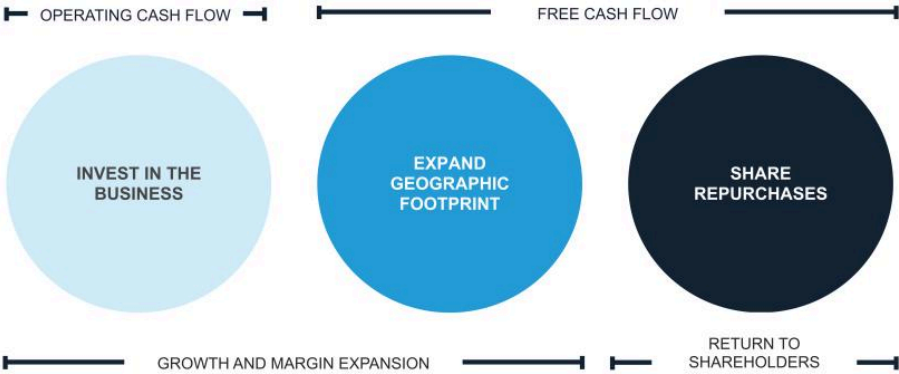 OPERATING CASH FLOW
FREE CASH FLOW
INVEST IN THE
BUSINESS
EXPAND
GEOGRAPHIC
FOOTPRINT
SHARE
REPURCHASES
GROWTH AND MARGIN EXPANSION
RETURN TO
SHAREHOLDERS